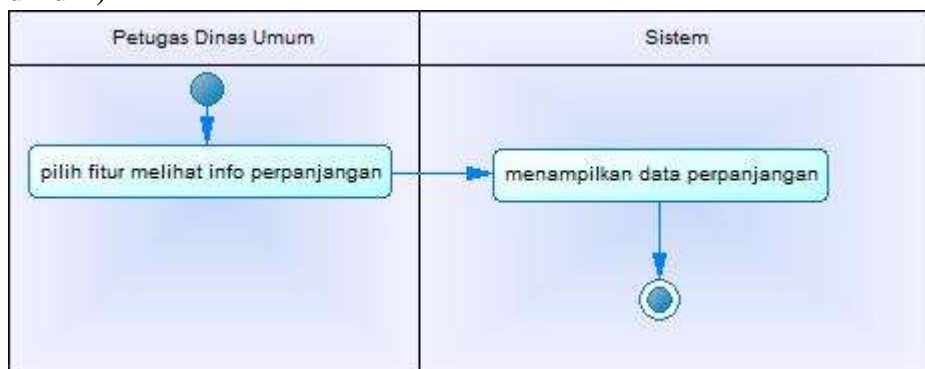 Petugas Dinas Umum
Sistem
pilih fitur melihat info perpanjangan
menampilkan data perpanjangan